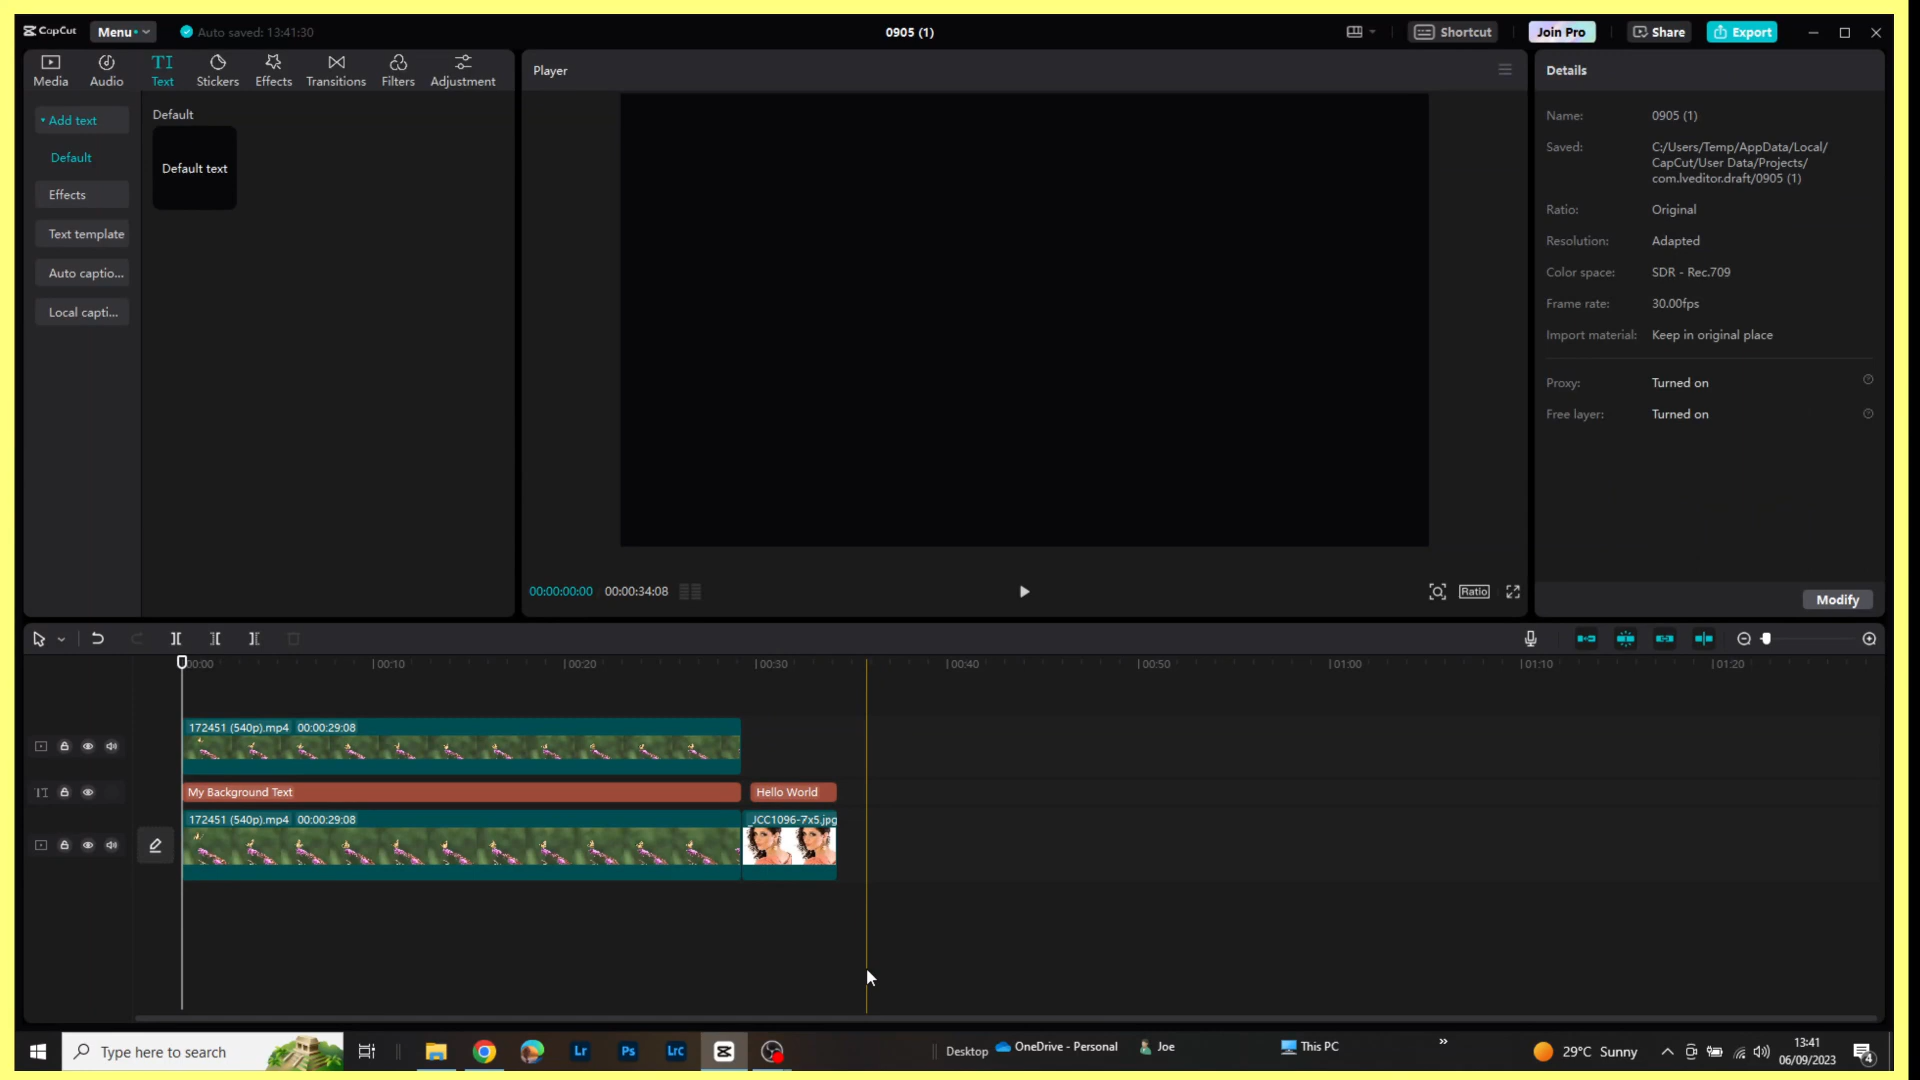 CapCut
Menu
Auto saved: 13:41:30
0905 (1)
Shortcut
Join Pro
Share
Export
Media
Audio
TI
Text
Stickers
Effects
Transitions
Filters
Adjustment
Add text
Default
Effects
Text template
Auto captio...
Local capti...
Default
Default text
Player
00:00:00:00
00:00:34:08
Ratio
Details
Name: 0905 (1)
Saved: C:/Users/Temp/AppData/Local/
CapCut/User Data/Projects/
com.lveditor.draft/0905 (1)
Ratio: Original
Resolution: Adapted
Color space: SDR - Rec.709
Frame rate: 30.00fps
Import material: Keep in original place
Proxy: Turned on
Free layer: Turned on
Modify
00:00 00:10 00:20 00:30 00:40 00:50 01:00 01:10 01:20
172451 (540p).mp4 00:00:29:08
TI
My Background Text
Hello World
172451 (540p).mp4 00:00:29:08
_JCC1096-7x5.jpg
Type here to search
Lr
Ps
LrC
Desktop
OneDrive - Personal
Joe
This PC
»
29°C Sunny
13:41
06/09/2023
4